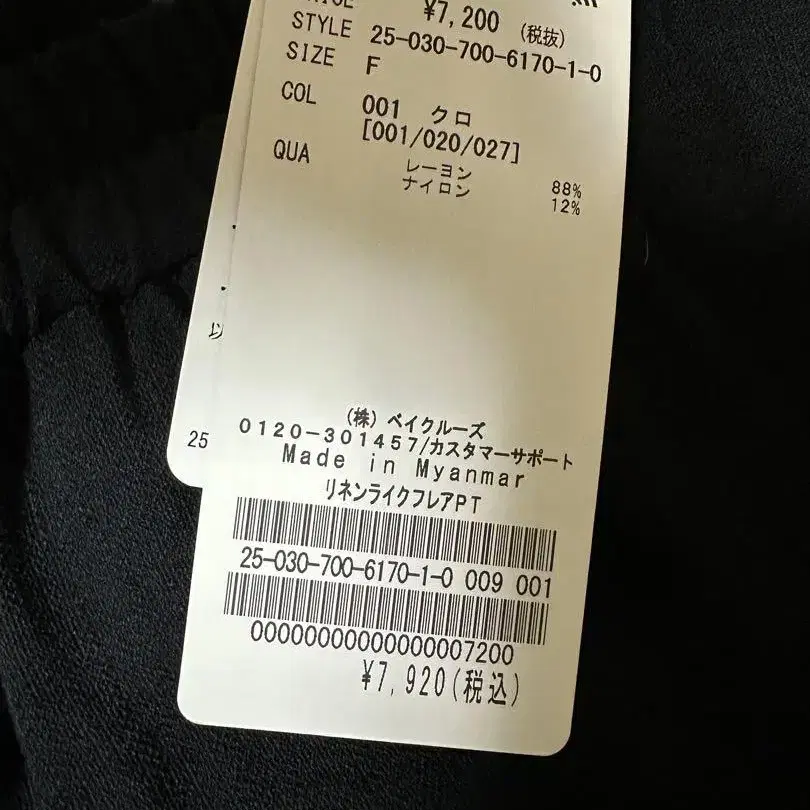 ¥7,200 (税抜)
STYLE 25-030-700-6170-1-0
SIZE F
COL 001 クロ
[001/020/027]
QUA レーヨン 88%
ナイロン 12%
以
25
(株) ベイクルーズ
0120-301457/カスタマーサポート
Made in Myanmar
リネンライクフレアPT
25-030-700-6170-1-0 009 001
00000000000000007200
¥7,920(税込)